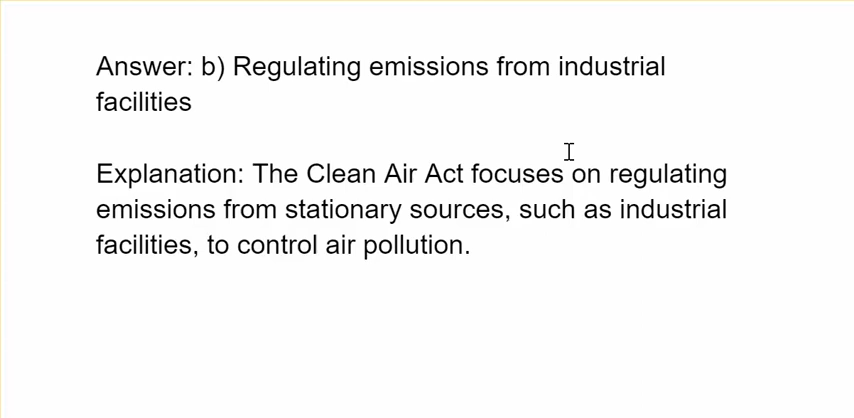 Answer: b) Regulating emissions from industrial
facilities
Explanation: The Clean Air Act focuses on regulating
emissions from stationary sources, such as industrial
facilities, to control air pollution.